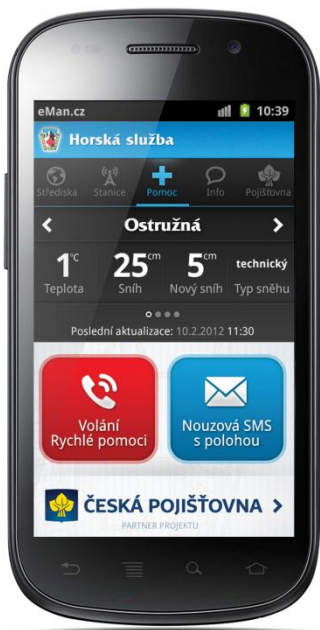 eMan.cz 10:39
Horská služba
Střediska Stanice Pomoc Info Pojišťovna
Ostružná
1°C 25cm 5cm technický
Teplota Sníh Nový sníh Typ sněhu
Poslední aktualizace: 10.2.2012 11:30
Volání
Rychlé pomoci
Nouzová SMS
s polohou
ČESKÁ POJIŠŤOVNA
PARTNER PROJEKTU